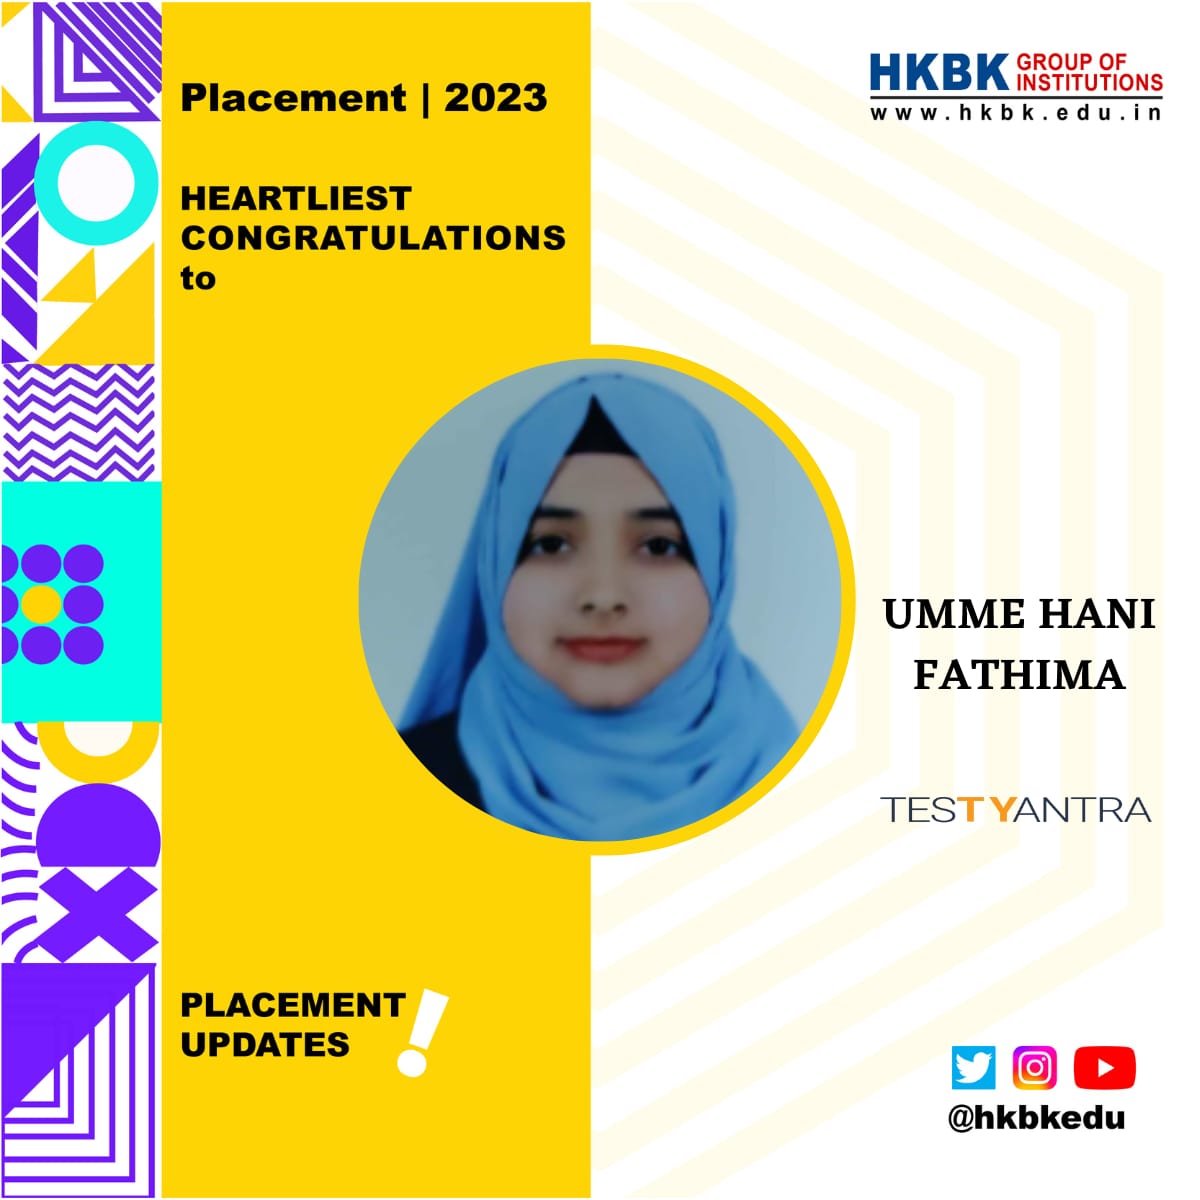 Placement | 2023
HKBK GROUP OF INSTITUTIONS
www.hkbk.edu.in
HEARTLIEST
CONGRATULATIONS
to
UMME HANI
FATHIMA
TESTYANTRA
PLACEMENT
UPDATES !
@hkbkedu